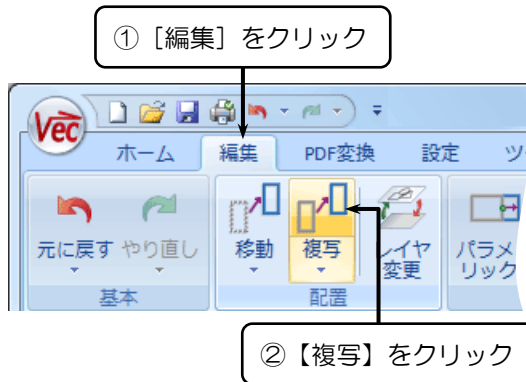 ① ［編集］をクリック
Vec
ホーム 編集 PDF変換 設定 ツ
元に戻す やり直し 移動 複写 レイヤ変更 パラメ
リック
基本 配置
② 【複写】をクリック